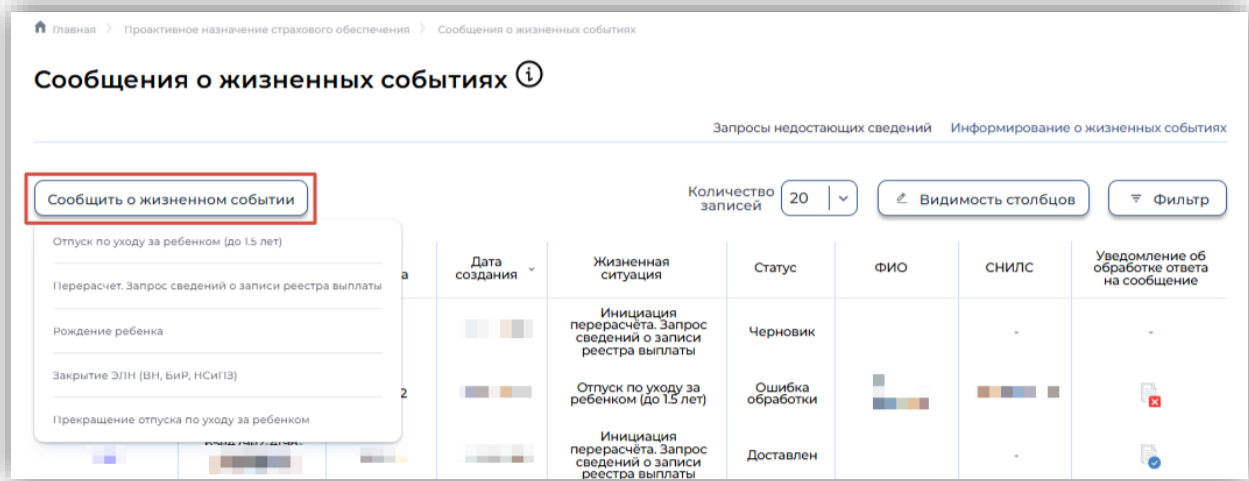 Главная 〉 Проактивное назначение страхового обеспечения 〉 Сообщения о жизненных событиях
Сообщения о жизненных событиях
Запросы недостающих сведений Информирование о жизненных событиях
Сообщить о жизненном событии
Количество
записей
20
Видимость столбцов
Фильтр
Отпуск по уходу за ребенком (до 1.5 лет)
Перерасчет. Запрос сведений о записи реестра выплаты
Рождение ребенка
Закрытие ЭЛН (ВН, БиР, НСиПЗ)
Прекращение отпуска по уходу за ребенком
а
Дата
создания
Жизненная
ситуация
Статус
ФИО
СНИЛС
Уведомление об
обработке ответа
на сообщение
Инициация
перерасчёта. Запрос
сведений о записи
реестра выплаты
Черновик
-
-
2
Отпуск по уходу за
ребенком (до 1.5 лет)
Ошибка
обработки
Инициация
перерасчёта. Запрос
сведений о записи
реестра выплаты
Доставлен
-